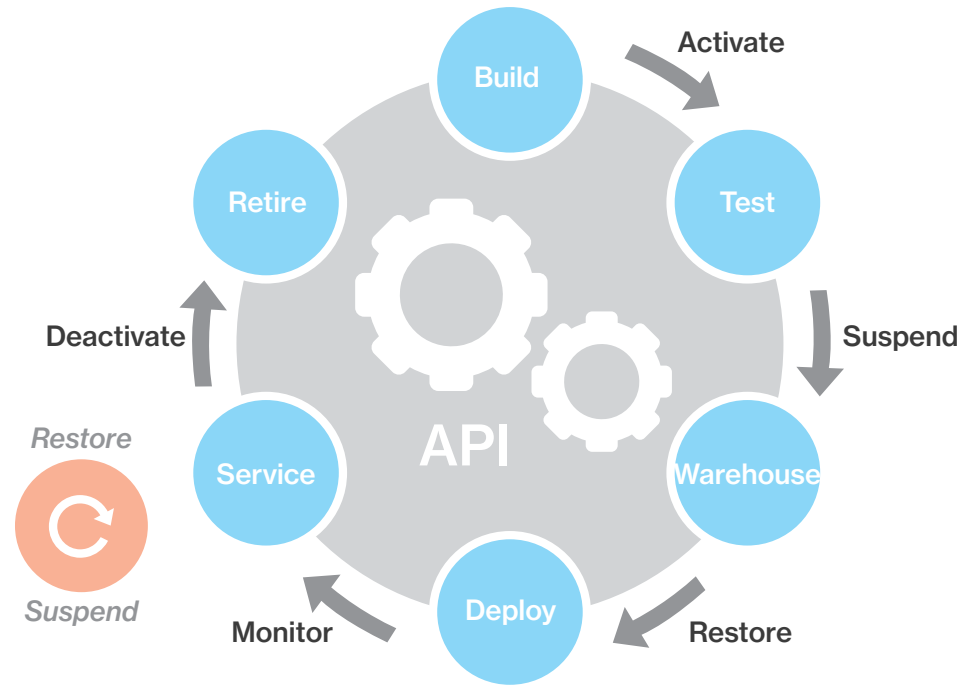 Activate
Build
Retire
Test
Deactivate
Suspend
Restore
API
Service
Warehouse
Suspend
Monitor
Deploy
Restore